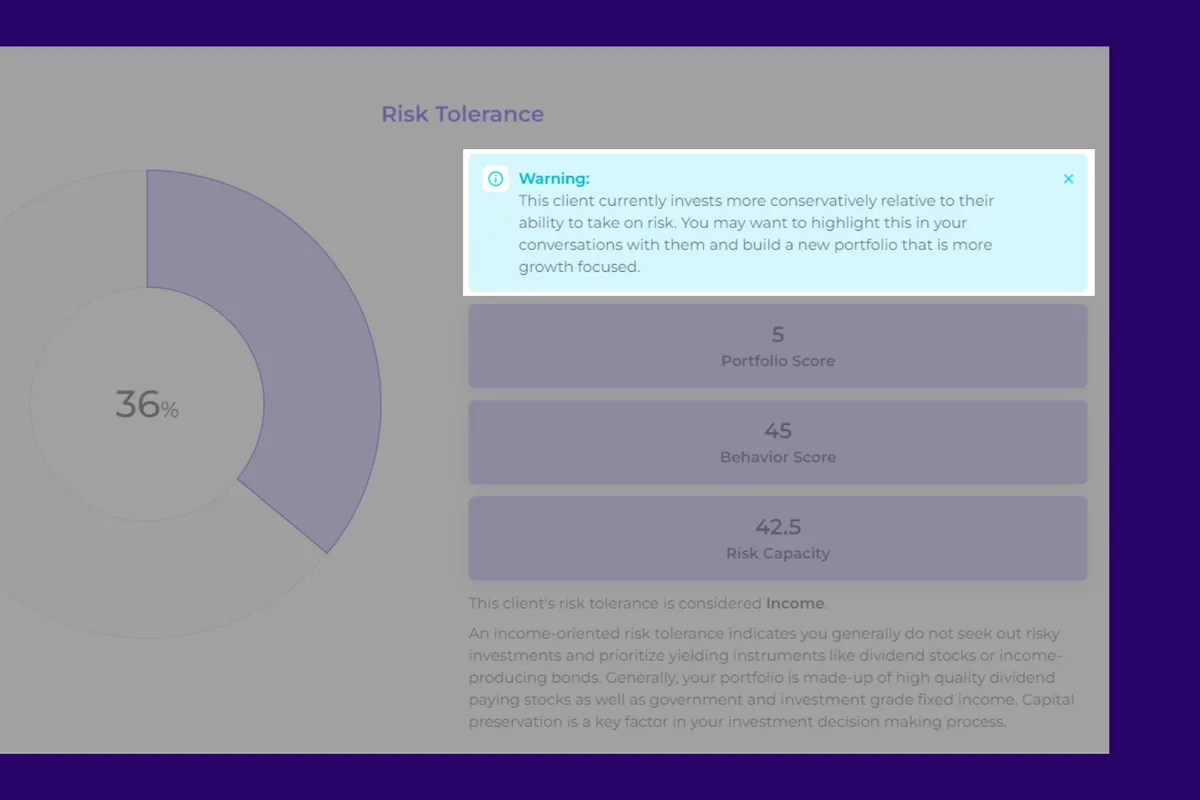 Risk Tolerance
Warning:
This client currently invests more conservatively relative to their
ability to take on risk. You may want to highlight this in your
conversations with them and build a new portfolio that is more
growth focused.
36%
5
Portfolio Score
45
Behavior Score
42.5
Risk Capacity
This client's risk tolerance is considered Income.
An income-oriented risk tolerance indicates you generally do not seek out risky
investments and prioritize yielding instruments like dividend stocks or income-
producing bonds. Generally, your portfolio is made-up of high quality dividend
paying stocks as well as government and investment grade fixed income. Capital
preservation is a key factor in your investment decision making process.